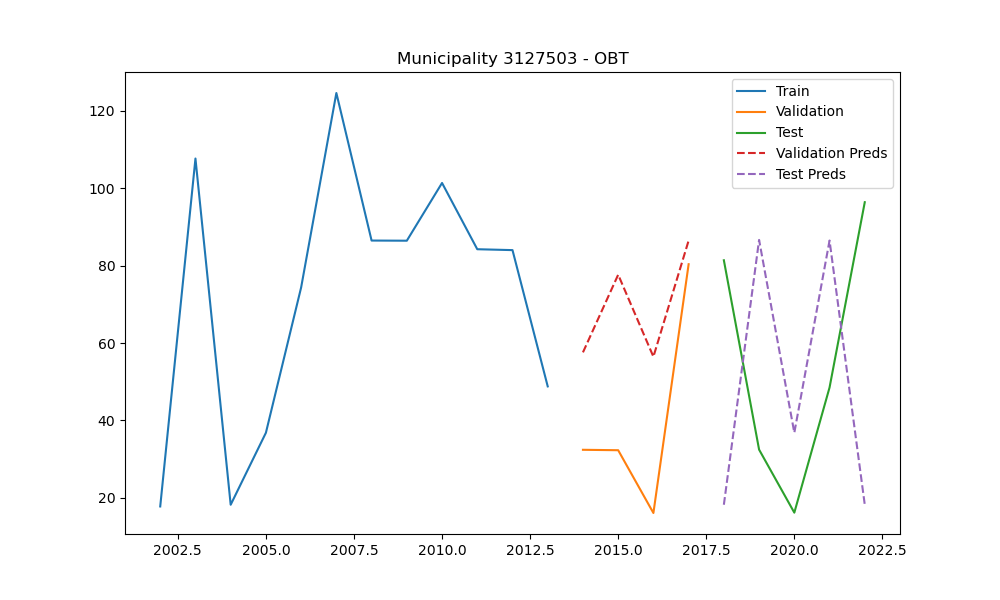 Municipality 3127503 - OBT
Train
Validation
Test
Validation Preds
Test Preds
120
100
80
60
40
20
2002.5 2005.0 2007.5 2010.0 2012.5 2015.0 2017.5 2020.0 2022.5